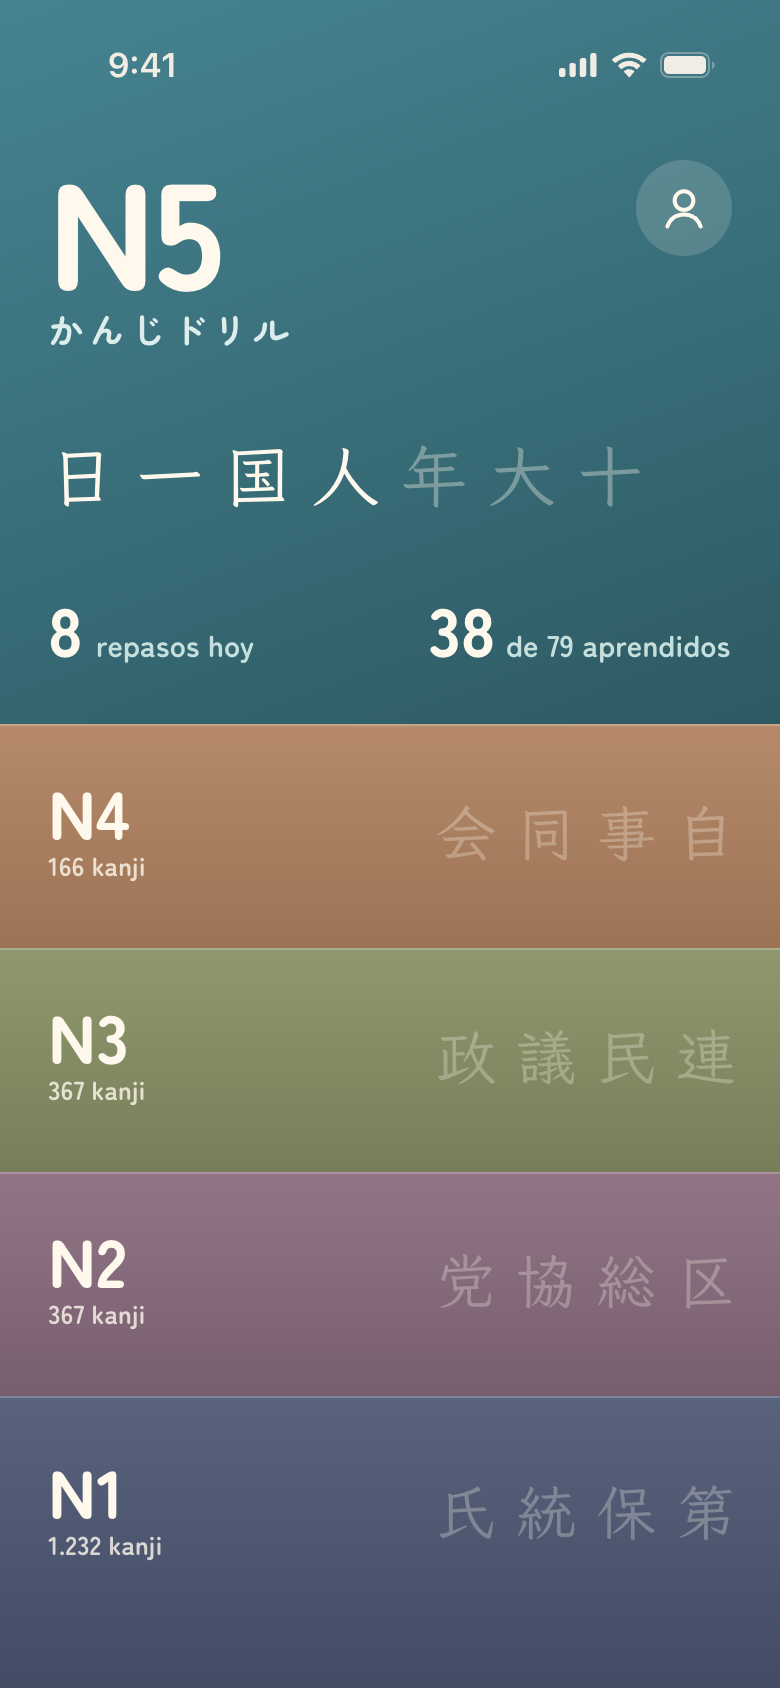 9:41
N5
かんじドリル
日一国人年大十
8 repasos hoy
38 de 79 aprendidos
N4
166 kanji
会同事自
N3
367 kanji
政議民連
N2
367 kanji
党協総区
N1
1.232 kanji
氏統保第